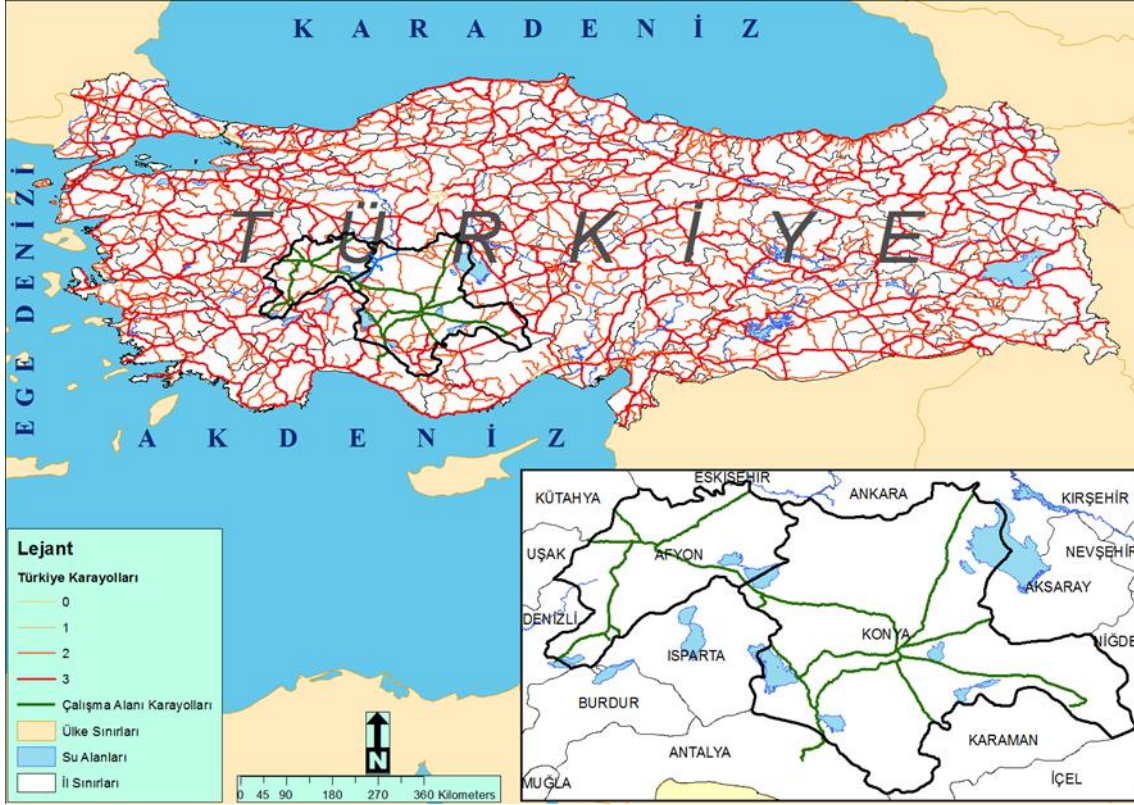 KARADENİZ
EGE DENİZİ
TÜRKİYE
AKDENİZ
ESKİŞEHİR
KÜTAHYA
ANKARA
KIRŞEHİR
UŞAK
AFYON
NEVŞEHİR
AKSARAY
DENİZLİ
KONYA
NİĞDE
ISPARTA
BURDUR
KARAMAN
ANTALYA
MUĞLA
İÇEL
Lejant
Türkiye Karayolları
0
1
2
3
Çalışma Alanı Karayolları
Ülke Sınırları
Su Alanları
İl Sınırları
N
0 45 90 180 270 360 Kilometers